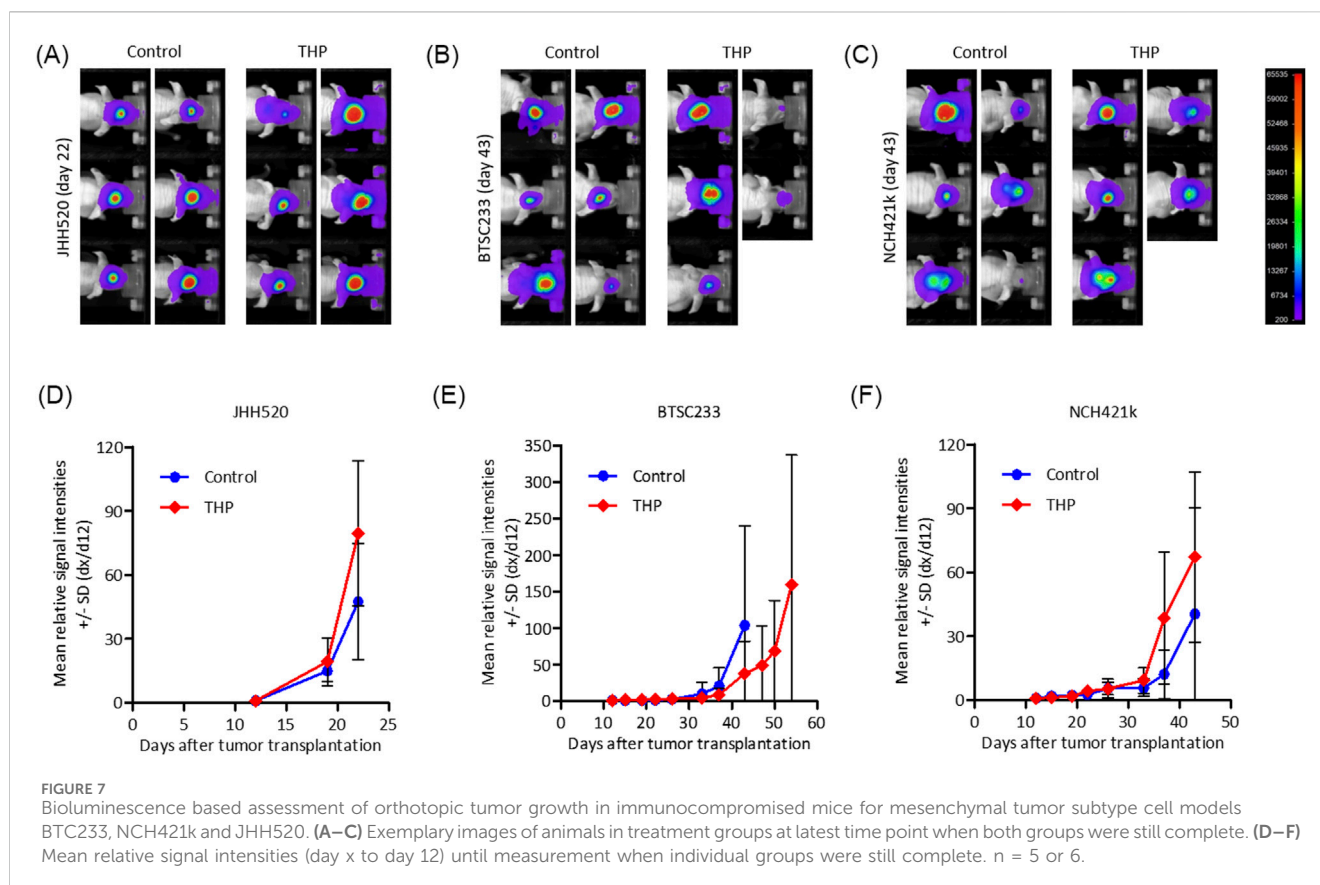 (A)
Control
THP
JHH520 (day 22)
(B)
Control
THP
BTSC233 (day 43)
(C)
Control
THP
NCH421k (day 43)
65535
59002
52468
45935
39401
32868
26334
19801
13267
6734
200
(D)
JHH520
Mean relative signal intensities
+/- SD (dx/d12)
120
90
60
30
0
Control
THP
0 5 10 15 20 25
Days after tumor transplantation
(E)
BTSC233
Mean relative signal intensities
+/- SD (dx/d12)
350
300
250
200
150
100
50
0
Control
THP
0 10 20 30 40 50 60
Days after tumor transplantation
(F)
NCH421k
Mean relative signal intensities
+/- SD (dx/d12)
120
90
60
30
0
Control
THP
0 10 20 30 40 50
Days after tumor transplantation
FIGURE 7
Bioluminescence based assessment of orthotopic tumor growth in immunocompromised mice for mesenchymal tumor subtype cell models
BTC233, NCH421k and JHH520. (A–C) Exemplary images of animals in treatment groups at latest time point when both groups were still complete. (D–F)
Mean relative signal intensities (day x to day 12) until measurement when individual groups were still complete. n = 5 or 6.